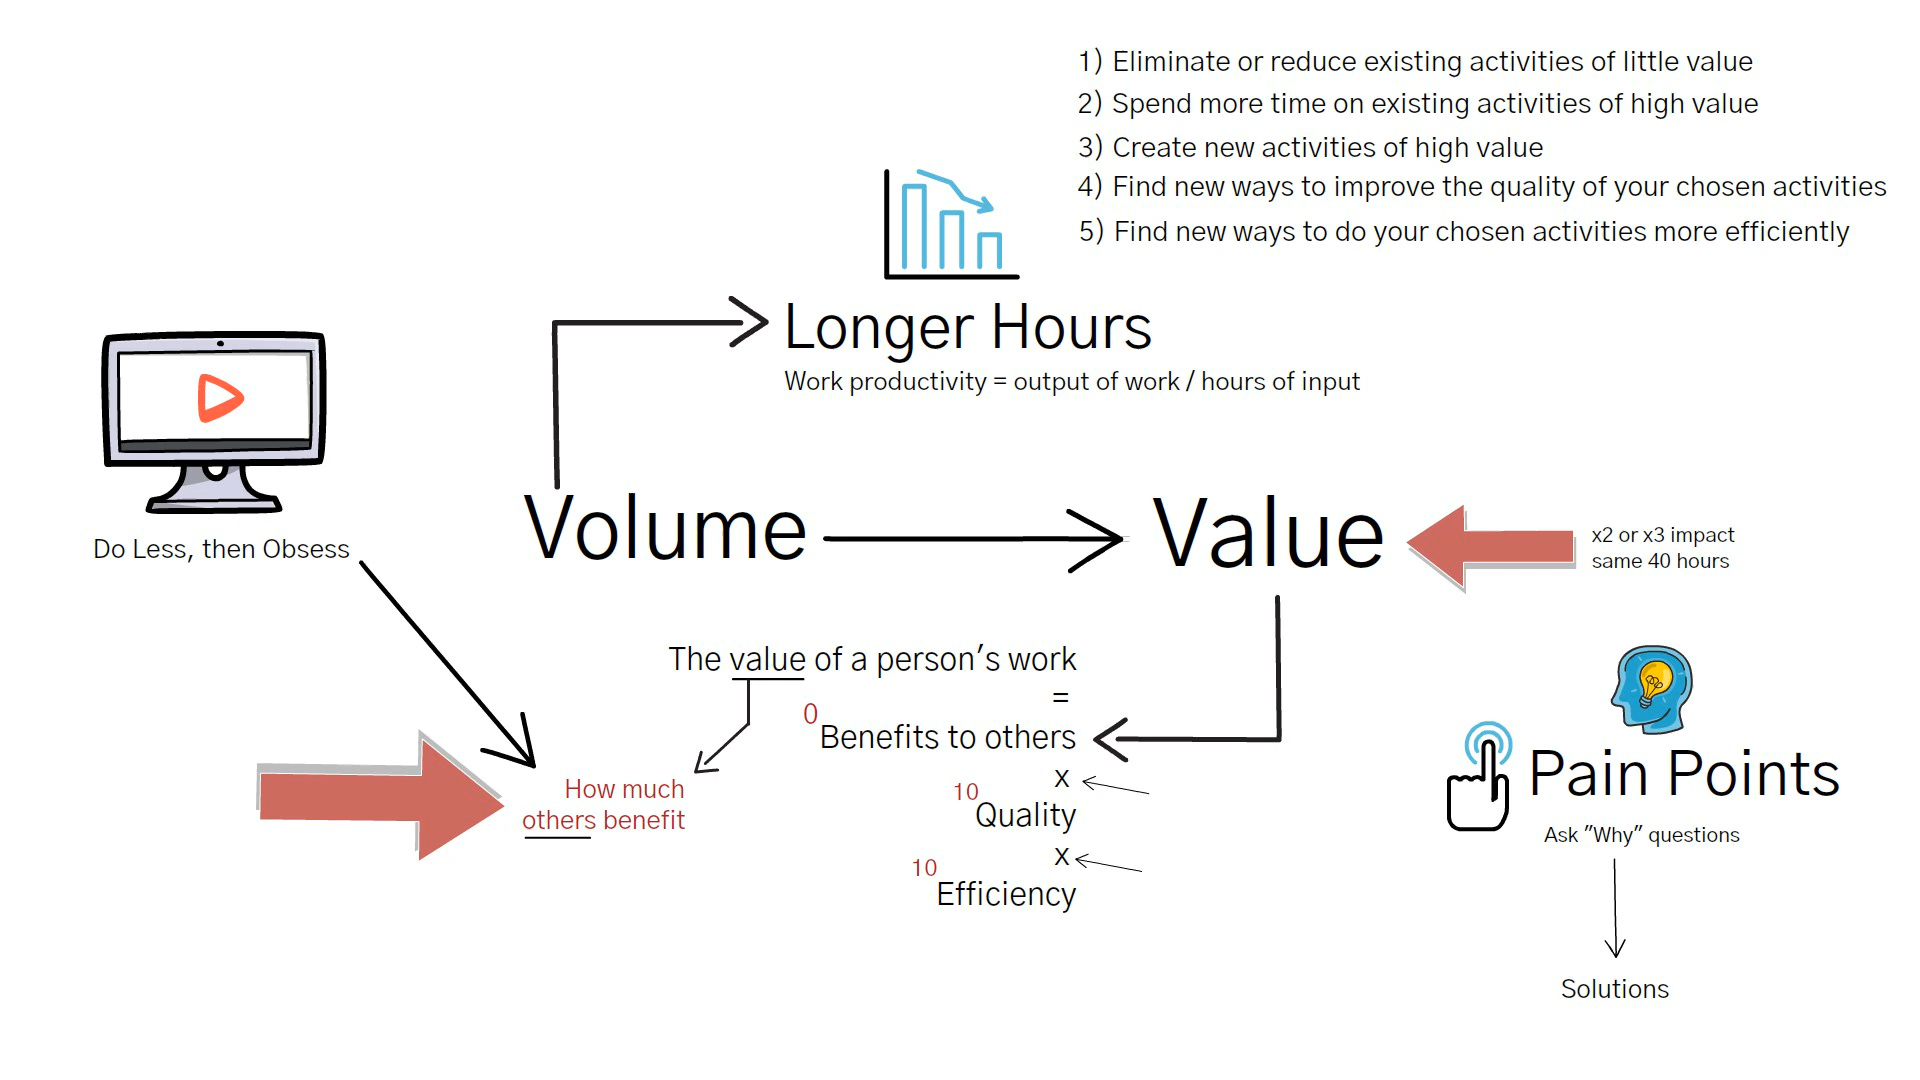 1) Eliminate or reduce existing activities of little value
2) Spend more time on existing activities of high value
3) Create new activities of high value
4) Find new ways to improve the quality of your chosen activities
5) Find new ways to do your chosen activities more efficiently
Longer Hours
Work productivity = output of work / hours of input
Do Less, then Obsess
Volume
Value
x2 or x3 impact
same 40 hours
The value of a person's work
=
0
Benefits to others
x
10
Quality
x
10
Efficiency
How much
others benefit
Pain Points
Ask "Why" questions
Solutions